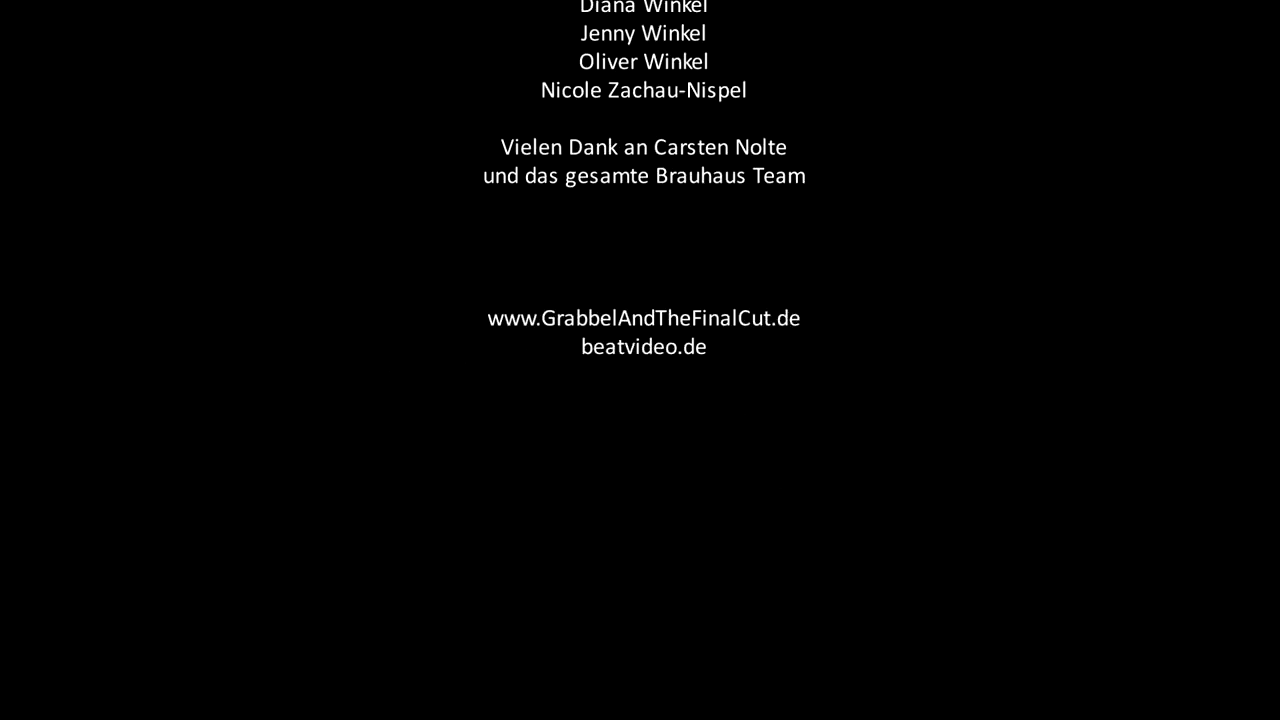 Diana Winkel
Jenny Winkel
Oliver Winkel
Nicole Zachau-Nispel
Vielen Dank an Carsten Nolte
und das gesamte Brauhaus Team
www.GrabbelAndTheFinalCut.de
beatvideo.de